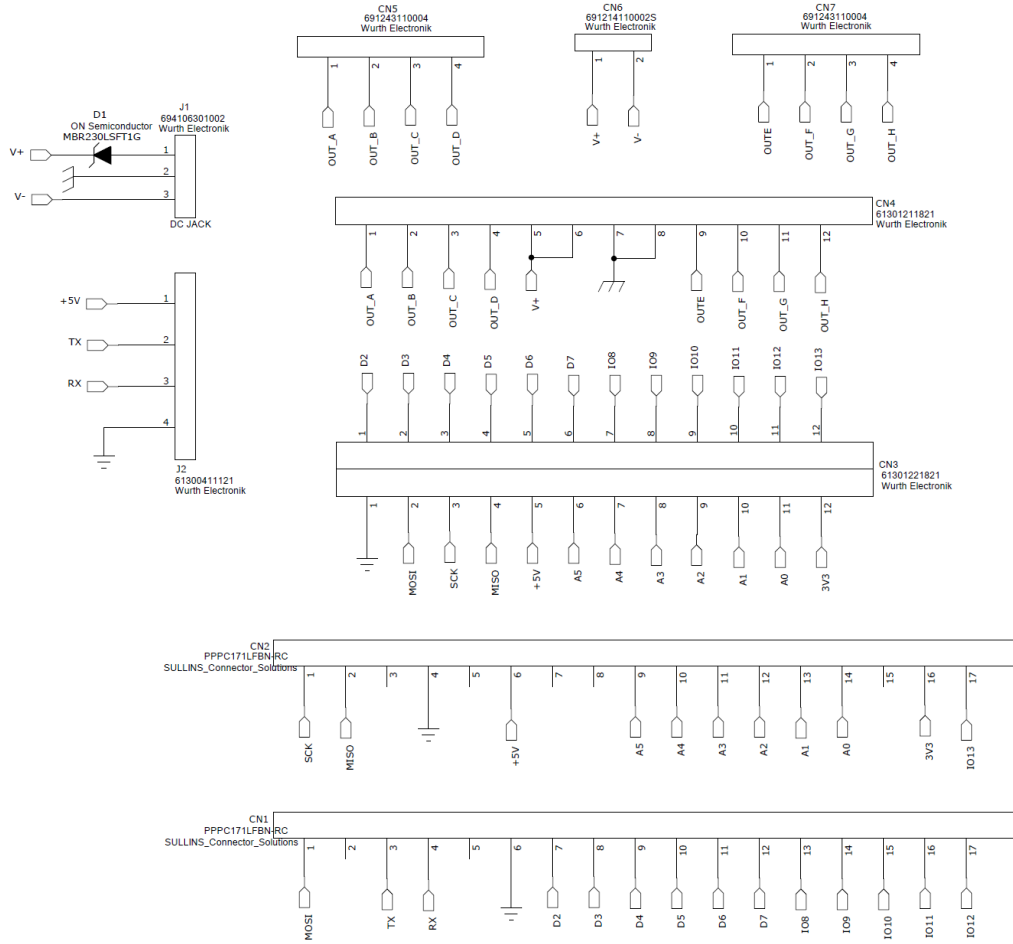 CN5
691243110004
Wurth Electronik
1 2 3 4
OUT_A OUT_B OUT_C OUT_D
CN6
691214110002S
Wurth Electronik
1 2
V+ V-
CN7
691243110004
Wurth Electronik
1 2 3 4
OUTE OUT_F OUT_G OUT_H
D1
ON Semiconductor
MBR230LSFT1G
J1
694106301002
Wurth Electronik
V+ 1
2
V- 3
DC JACK
CN4
61301211821
Wurth Electronik
1 2 3 4 5 6 7 8 9 10 11 12
OUT_A OUT_B OUT_C OUT_D V+ OUTE OUT_F OUT_G OUT_H
+5V 1
TX 2
RX 3
4
J2
61300411121
Wurth Electronik
D2 D3 D4 D5 D6 D7 IO8 IO9 IO10 IO11 IO12 IO13
1 2 3 4 5 6 7 8 9 10 11 12
CN3
61301221821
Wurth Electronik
1 2 3 4 5 6 7 8 9 10 11 12
MOSI SCK MISO +5V A5 A4 A3 A2 A1 A0 3V3
CN2
PPPC171LFBN-RC
SULLINS_Connector_Solutions
1 2 3 4 5 6 7 8 9 10 11 12 13 14 15 16 17
SCK MISO +5V A5 A4 A3 A2 A1 A0 3V3 IO13
CN1
PPPC171LFBN-RC
SULLINS_Connector_Solutions
1 2 3 4 5 6 7 8 9 10 11 12 13 14 15 16 17
MOSI TX RX D2 D3 D4 D5 D6 D7 IO8 IO9 IO10 IO11 IO12